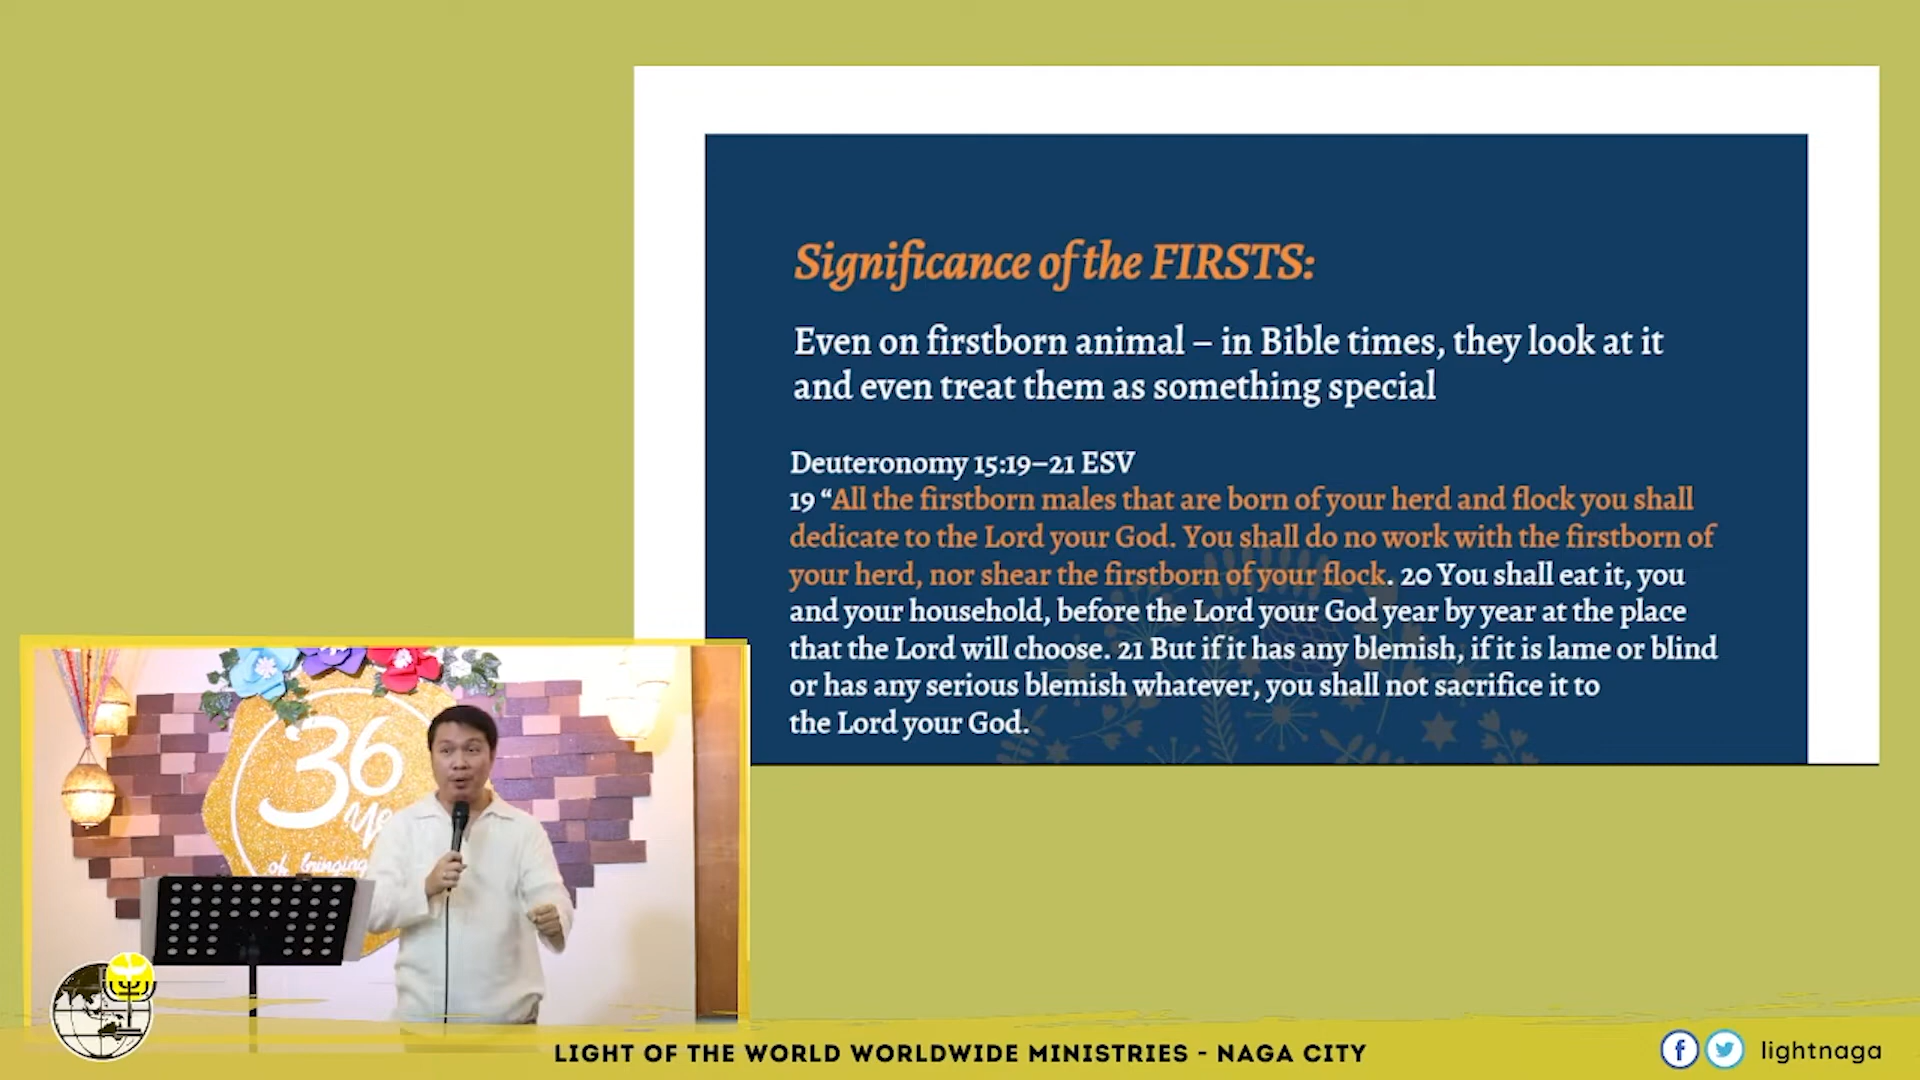 Significance of the FIRSTS:
Even on firstborn animal – in Bible times, they look at it
and even treat them as something special
Deuteronomy 15:19–21 ESV
19 “All the firstborn males that are born of your herd and flock you shall
dedicate to the Lord your God. You shall do no work with the firstborn of
your herd, nor shear the firstborn of your flock. 20 You shall eat it, you
and your household, before the Lord your God year by year at the place
that the Lord will choose. 21 But if it has any blemish, if it is lame or blind
or has any serious blemish whatever, you shall not sacrifice it to
the Lord your God.
36
of bringing
LIGHT OF THE WORLD WORLDWIDE MINISTRIES - NAGA CITY
lightnaga